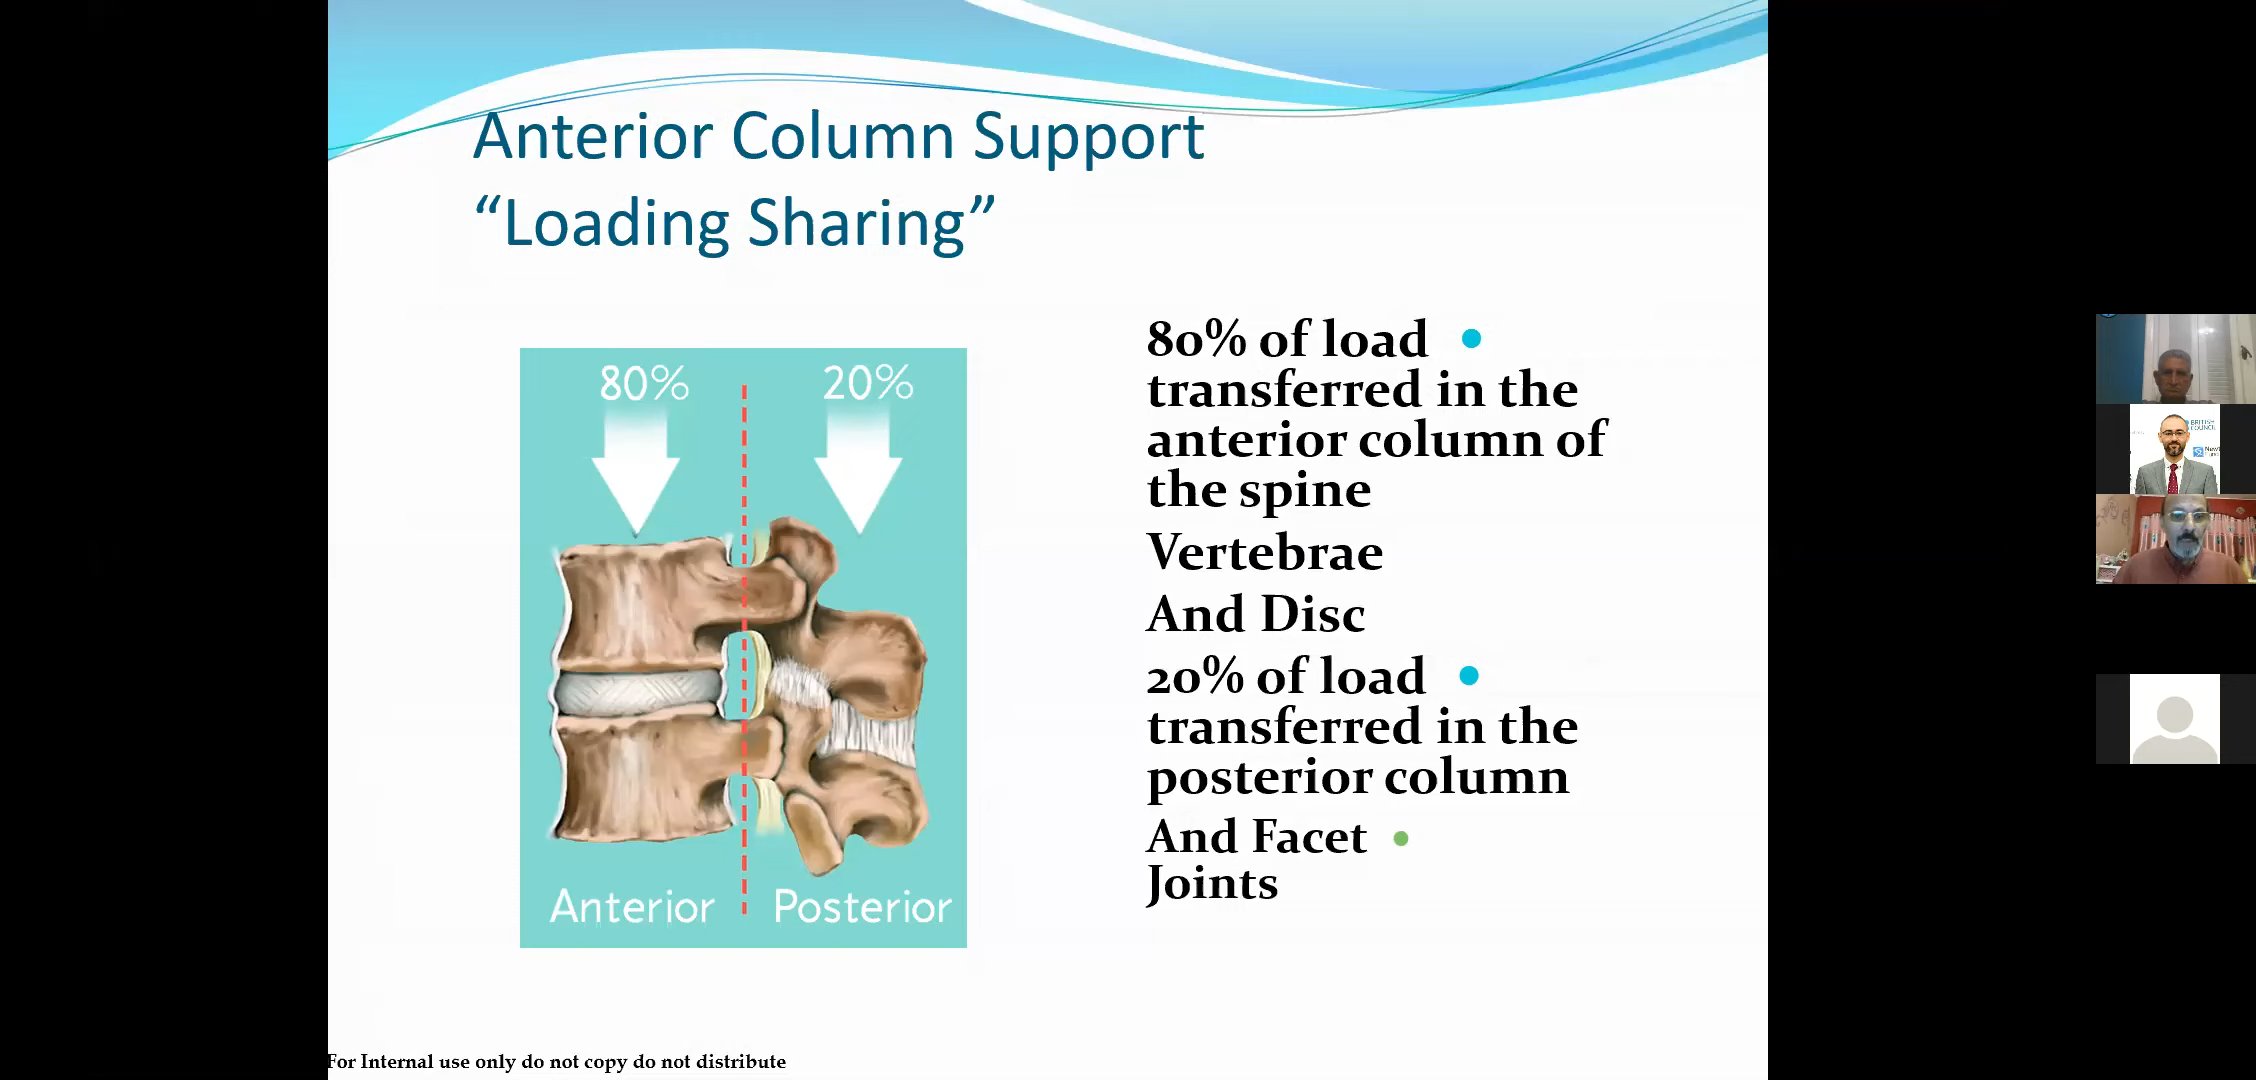 Anterior Column Support
“Loading Sharing”
80%
20%
Anterior
Posterior
80% of load
transferred in the
anterior column of
the spine
Vertebrae
And Disc
20% of load
transferred in the
posterior column
And Facet
Joints
For Internal use only do not copy do not distribute
BRITISH
COUNCIL